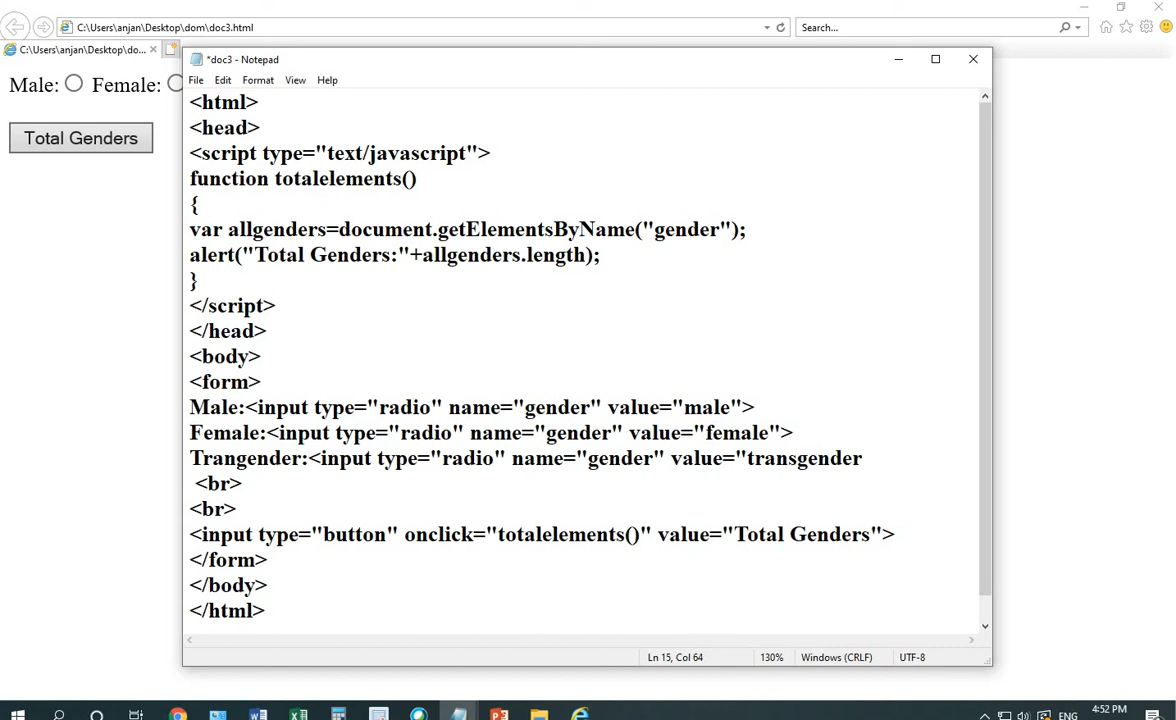 C:\Users\anjan\Desktop\dom\doc3.html
Search...
C:\Users\anjan\Desktop\do...
*doc3 - Notepad
File Edit Format View Help
Male: Female:
Total Genders
<html>
<head>
<script type="text/javascript">
function totalelements()
{
var allgenders=document.getElementsByName("gender");
alert("Total Genders:"+allgenders.length);
}
</script>
</head>
<body>
<form>
Male:<input type="radio" name="gender" value="male">
Female:<input type="radio" name="gender" value="female">
Trangender:<input type="radio" name="gender" value="transgender
<br>
<br>
<input type="button" onclick="totalelements()" value="Total Genders">
</form>
</body>
</html>
Ln 15, Col 64 130% Windows (CRLF) UTF-8
ENG 4:52 PM